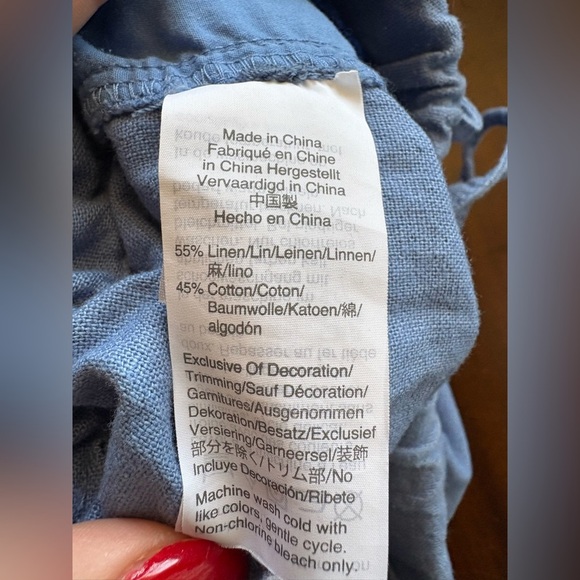 Made in China
Fabriqué en Chine
in China Hergestellt
Vervaardigd in China
中国製
Hecho en China
55% Linen/Lin/Leinen/Linnen/
麻/lino
45% Cotton/Coton/
Baumwolle/Katoen/綿/
algodón
Exclusive Of Decoration/
Trimming/Sauf Décoration/
Garnitures/Ausgenommen
Dekoration/Besatz/Exclusief
Versiering/Garneersel/装飾
部分を除く/トリム部/No
Incluye Decoración/Ribete
Machine wash cold with
like colors, gentle cycle.
Non-chlorine bleach only.